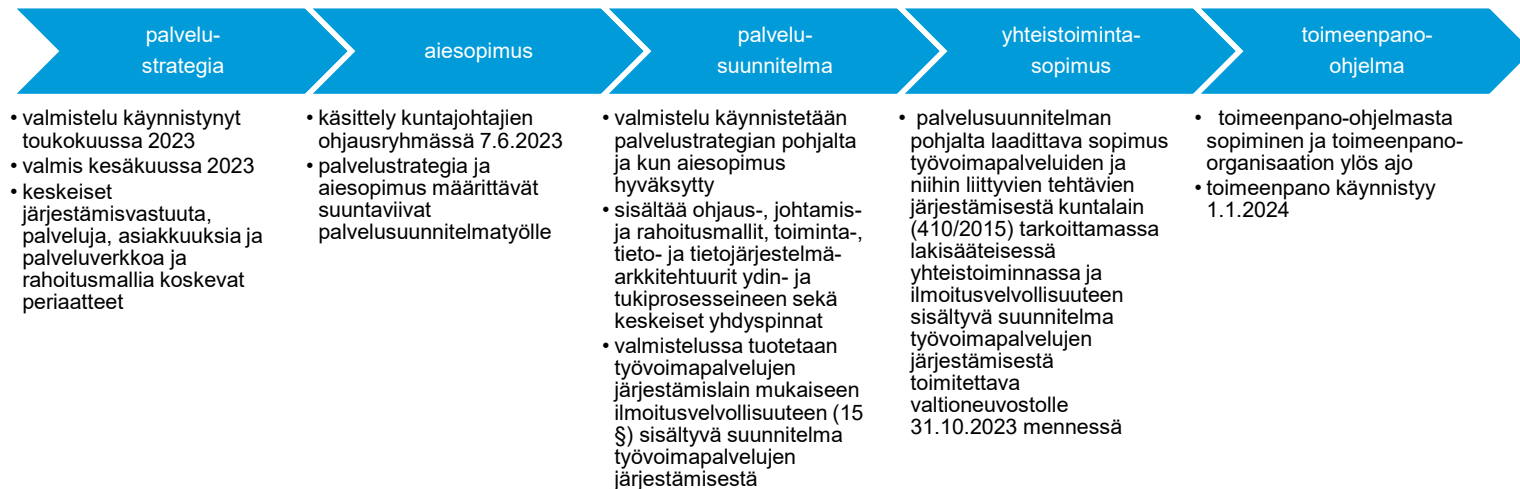 palvelu-
strategia
aiesopimus
palvelu-
suunnitelma
yhteistoiminta-
sopimus
toimeenpano-
ohjelma
• valmistelu käynnistynyt
toukokuussa 2023
• valmis kesäkuussa 2023
• keskeiset
järjestämisvastuuta,
palveluja, asiakkuuksia ja
palveluverkkoa ja
rahoitusmallia koskevat
periaatteet
• käsittely kuntajohtajien
ohjausryhmässä 7.6.2023
• palvelustrategia ja
aiesopimus määrittävät
suuntaviivat
palvelusuunnitelmatyölle
• valmistelu käynnistetään
palvelustrategian pohjalta
ja kun aiesopimus
hyväksytty
• sisältää ohjaus-, johtamis-
ja rahoitusmallit, toiminta-,
tieto- ja tietojärjestelmä-
arkkitehtuurit ydin- ja
tukiprosesseineen sekä
keskeiset yhdyspinnat
• valmistelussa tuotetaan
työvoimapalvelujen
järjestämislain mukaiseen
ilmoitusvelvollisuuteen (15
§) sisältyvä suunnitelma
työvoimapalvelujen
järjestämisestä
• palvelusuunnitelman
pohjalta laadittava sopimus
työvoimapalveluiden ja
niihin liittyvien tehtävien
järjestämisestä kuntalain
(410/2015) tarkoittamassa
lakisääteisessä
yhteistoiminnassa ja
ilmoitusvelvollisuuteen
sisältyvä suunnitelma
työvoimapalvelujen
järjestämisestä
toimitettava
valtioneuvostolle
31.10.2023 mennessä
• toimeenpano-ohjelmasta
sopiminen ja toimeenpano-
organisaation ylös ajo
• toimeenpano käynnistyy
1.1.2024